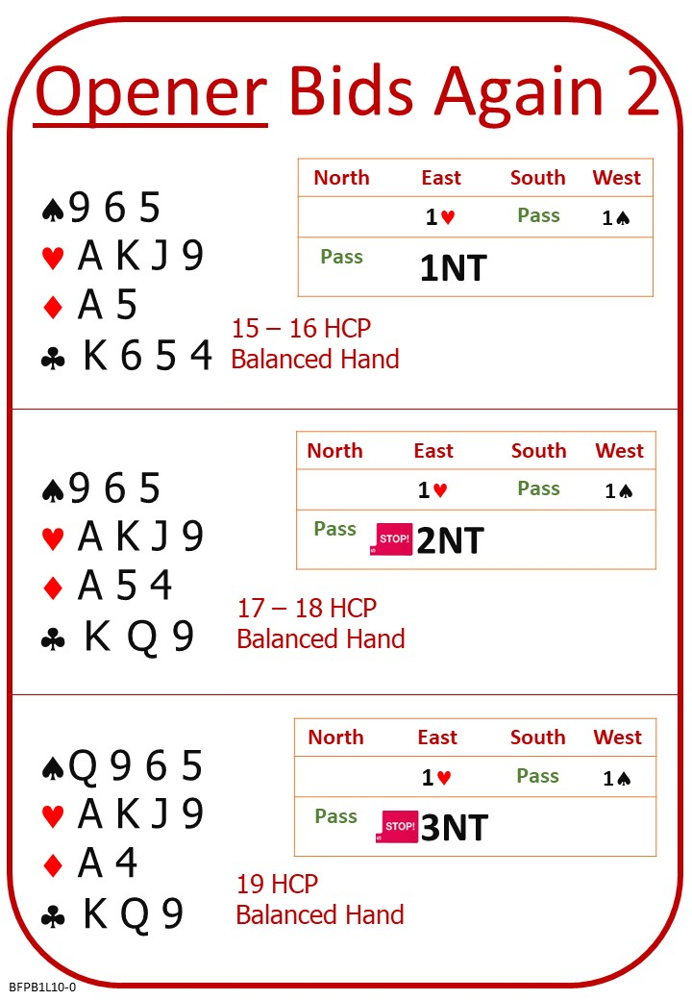 Opener Bids Again 2
North East South West
1♥ Pass 1♠
Pass 1NT
♠9 6 5
♥ A K J 9
♦ A 5
♣ K 6 5 4
15 – 16 HCP
Balanced Hand
North East South West
1♥ Pass 1♠
Pass STOP! 2NT
♠9 6 5
♥ A K J 9
♦ A 5 4
♣ K Q 9
17 – 18 HCP
Balanced Hand
North East South West
1♥ Pass 1♠
Pass STOP! 3NT
♠Q 9 6 5
♥ A K J 9
♦ A 4
♣ K Q 9
19 HCP
Balanced Hand
BFPB1L10-0